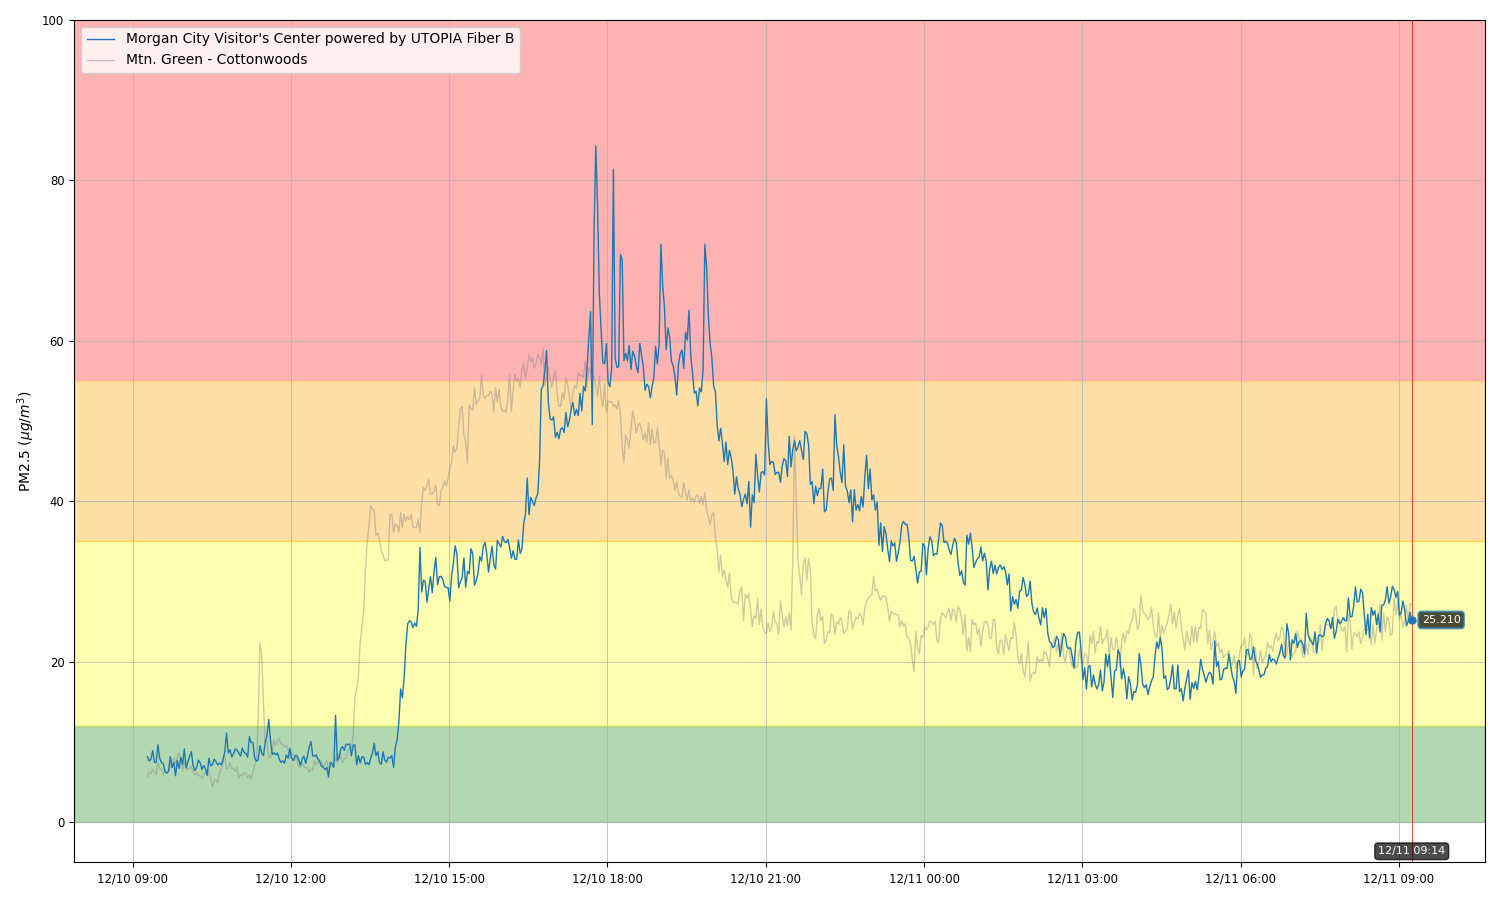 100
Morgan City Visitor's Center powered by UTOPIA Fiber B
Mtn. Green - Cottonwoods
80
60
PM2.5 (μg/m³)
40
25.210
20
0
12/11 09:14
12/10 09:00 12/10 12:00 12/10 15:00 12/10 18:00 12/10 21:00 12/11 00:00 12/11 03:00 12/11 06:00 12/11 09:00